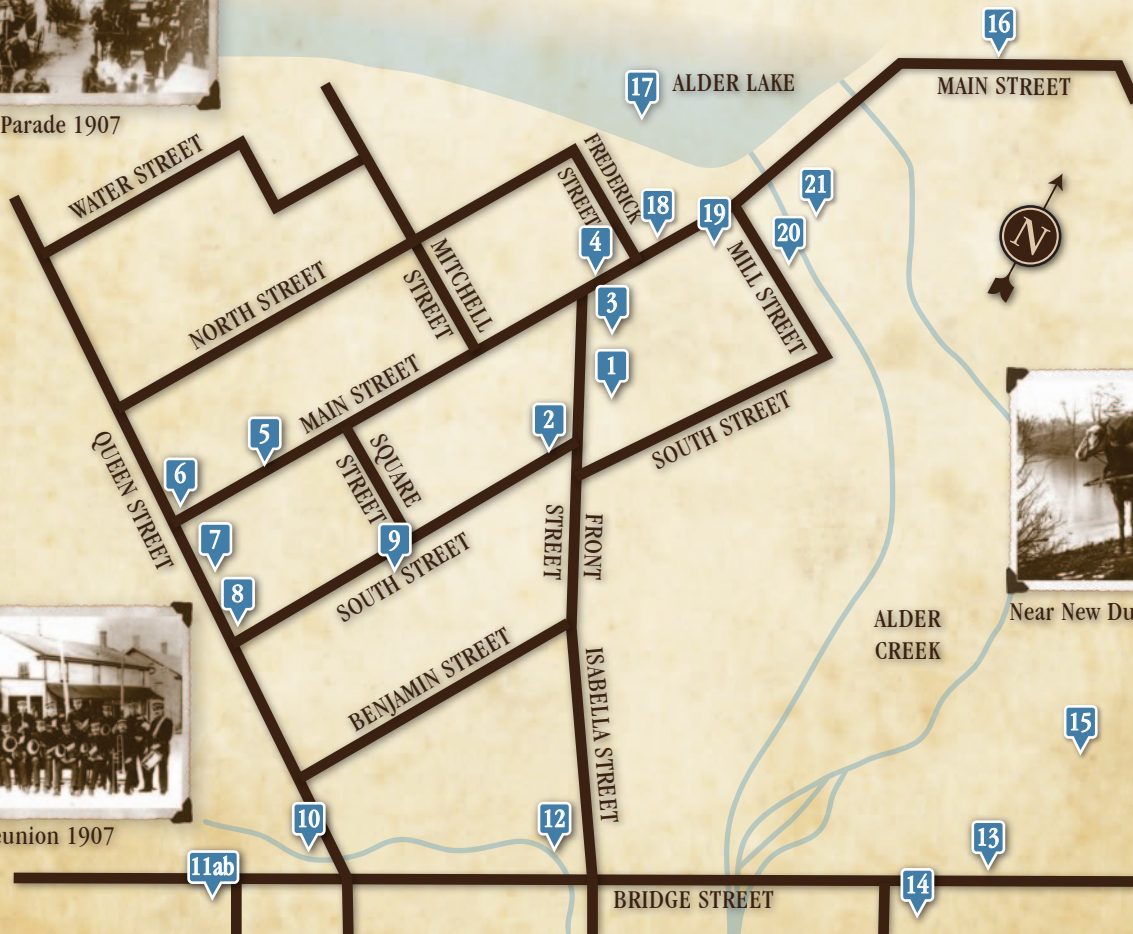 16
17
ALDER LAKE
MAIN STREET
Parade 1907
WATER STREET
FREDERICK
STREET
18
19
21
20
4
N
MITCHELL
STREET
NORTH STREET
MILL STREET
3
1
MAIN STREET
2
5
SOUTH STREET
6
SQUARE
STREET
QUEEN STREET
7
9
FRONT
STREET
SOUTH STREET
8
ALDER
CREEK
Near New Du
BENJAMIN STREET
ISABELLA STREET
15
10
12
eunion 1907
13
11ab
14
BRIDGE STREET